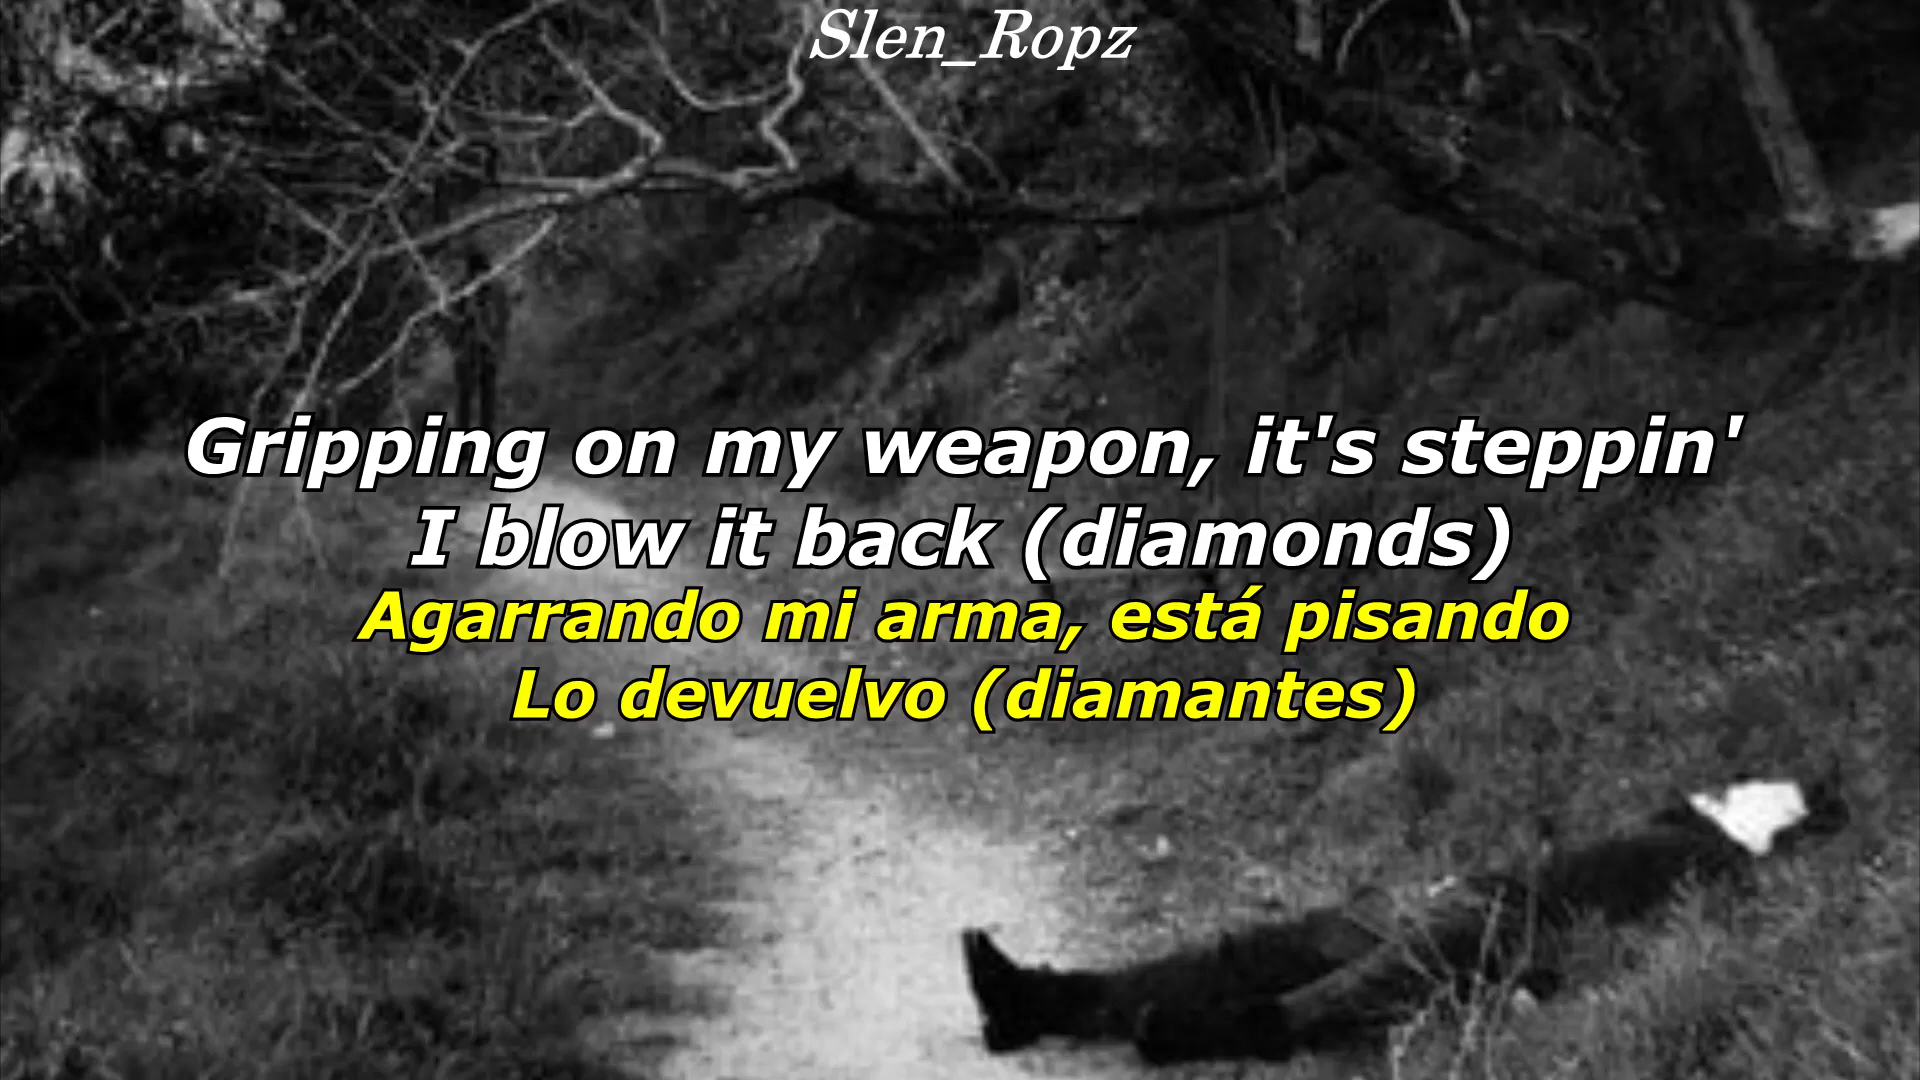 Slen_Ropz
Gripping on my weapon, it's steppin'
I blow it back (diamonds)
Agarrando mi arma, está pisando
Lo devuelvo (diamantes)